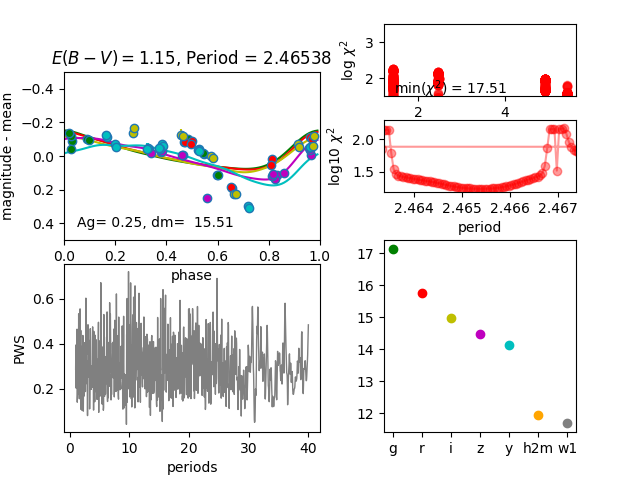 E(B − V) = 1.15, Period = 2.46538
magnitude - mean
−0.4
−0.2
0.0
0.2
0.4
Ag= 0.25, dm=  15.51
0.0 0.2 0.4 0.6 0.8 1.0
phase
log χ²
3
2
min(χ²) = 17.51
2 4
log10 χ²
2.0
1.5
2.464 2.465 2.466 2.467
period
PWS
0.6
0.4
0.2
0 10 20 30 40
periods
17
16
15
14
13
12
g r i z y h2m w1